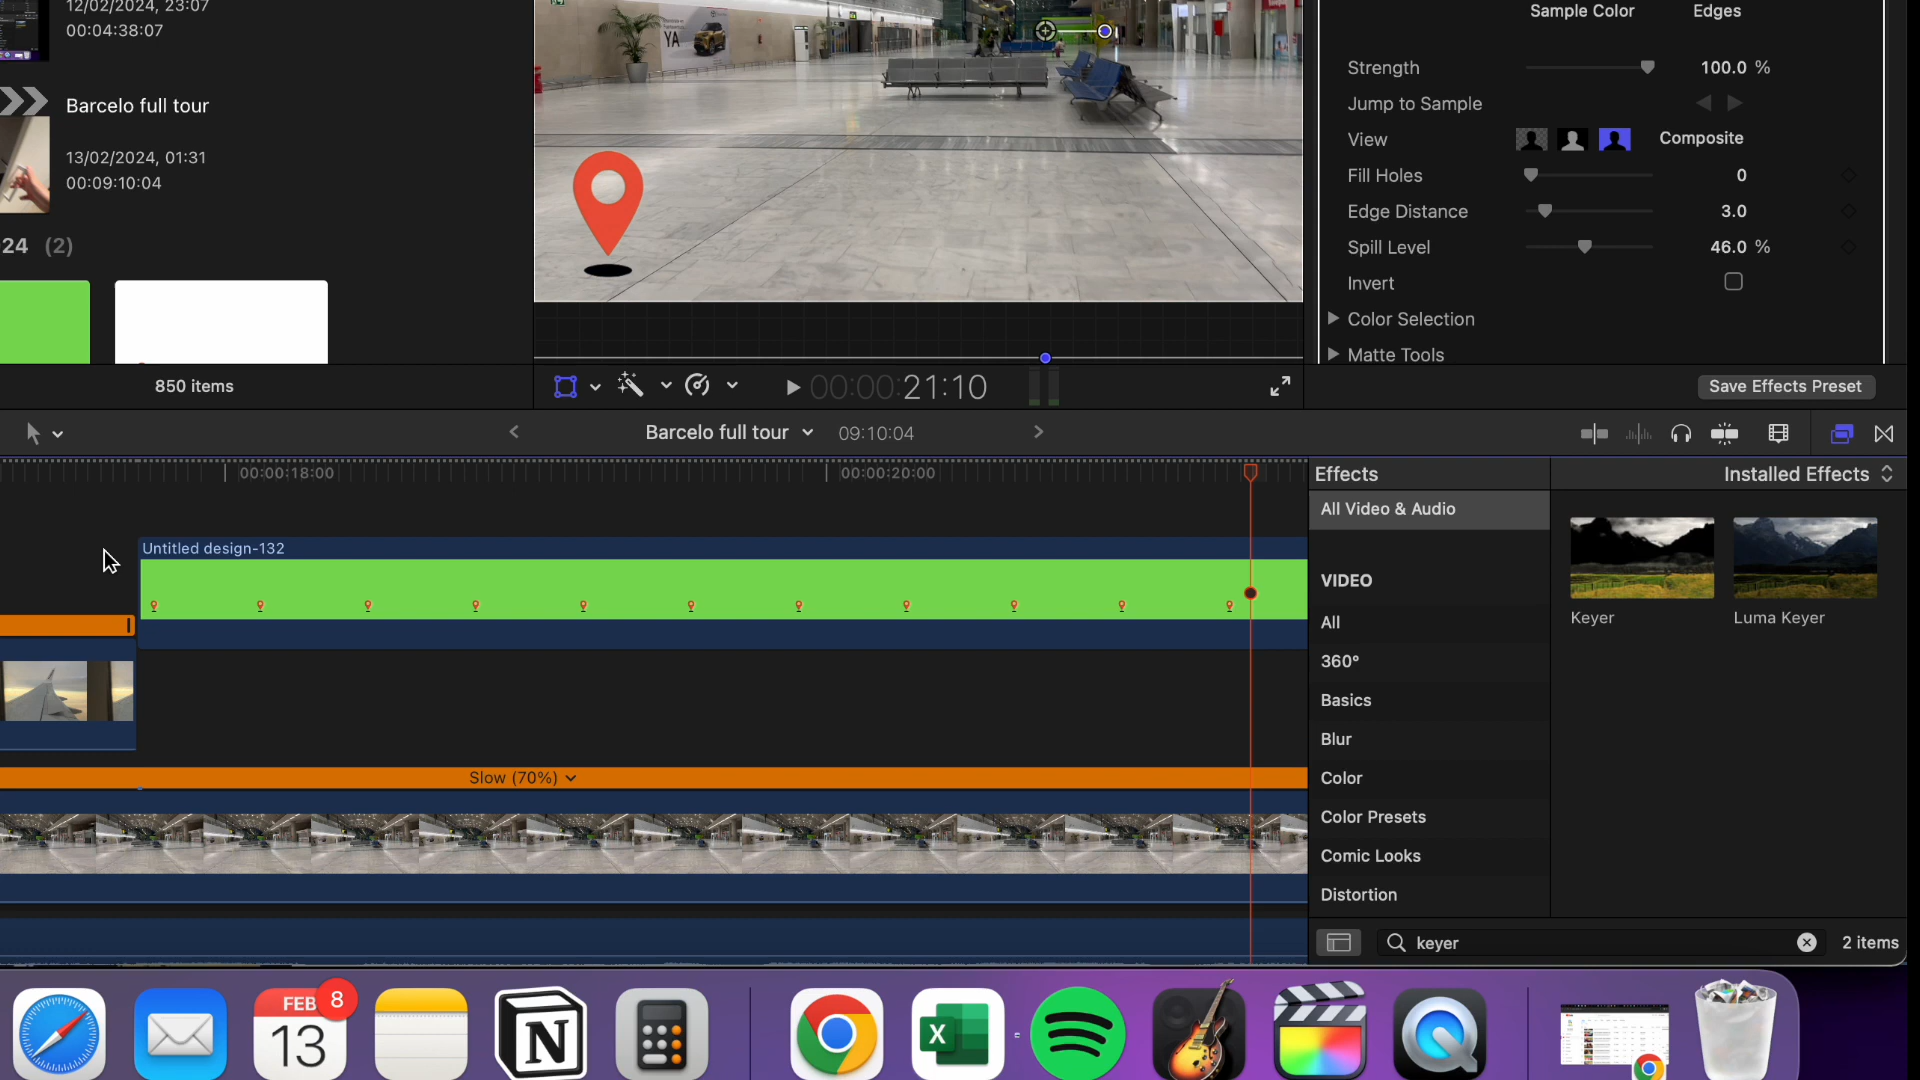 12/02/2024, 23:07
00:04:38:07
Barcelo full tour
13/02/2024, 01:31
00:09:10:04
24 (2)
850 items
YA
00:00:00:21:10
Sample Color
Edges
Strength 100.0 %
Jump to Sample
View Composite
Fill Holes 0
Edge Distance 3.0
Spill Level 46.0 %
Invert
Color Selection
Matte Tools
Save Effects Preset
Barcelo full tour 09:10:04
00:00:18:00
00:00:20:00
Untitled design-132
Slow (70%)
Effects
Installed Effects
All Video & Audio
VIDEO
All
360°
Basics
Blur
Color
Color Presets
Comic Looks
Distortion
Keyer
Luma Keyer
keyer
2 items
FEB
8
13
N
X